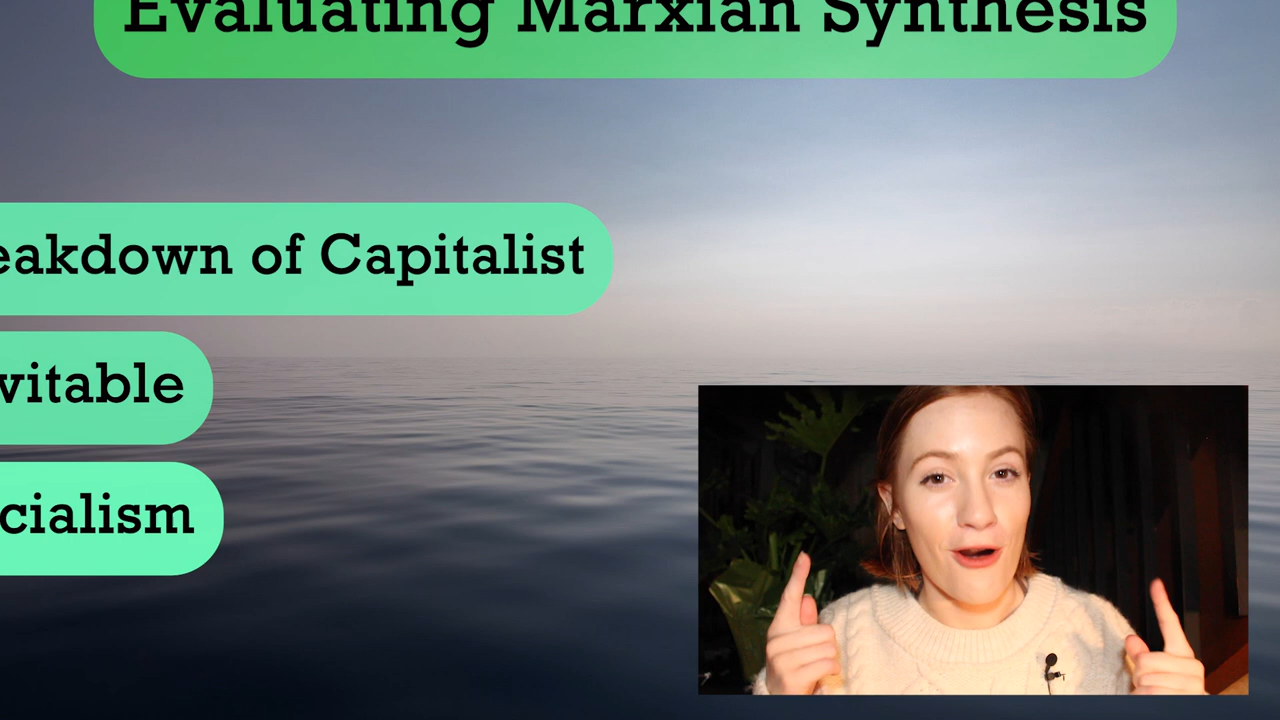 Evaluating Marxian Synthesis
eakdown of Capitalist
vitable
cialism